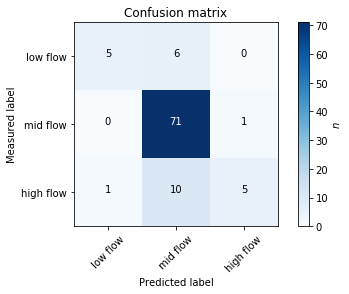 Confusion matrix
Measured label
low flow
5 6 0
mid flow
0 71 1
high flow
1 10 5
low flow mid flow high flow
Predicted label
70
60
50
40
30
20
10
0
n